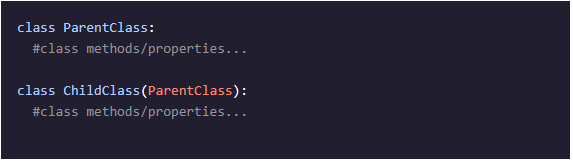 class ParentClass:
  #class methods/properties...
class ChildClass(ParentClass):
  #class methods/properties...